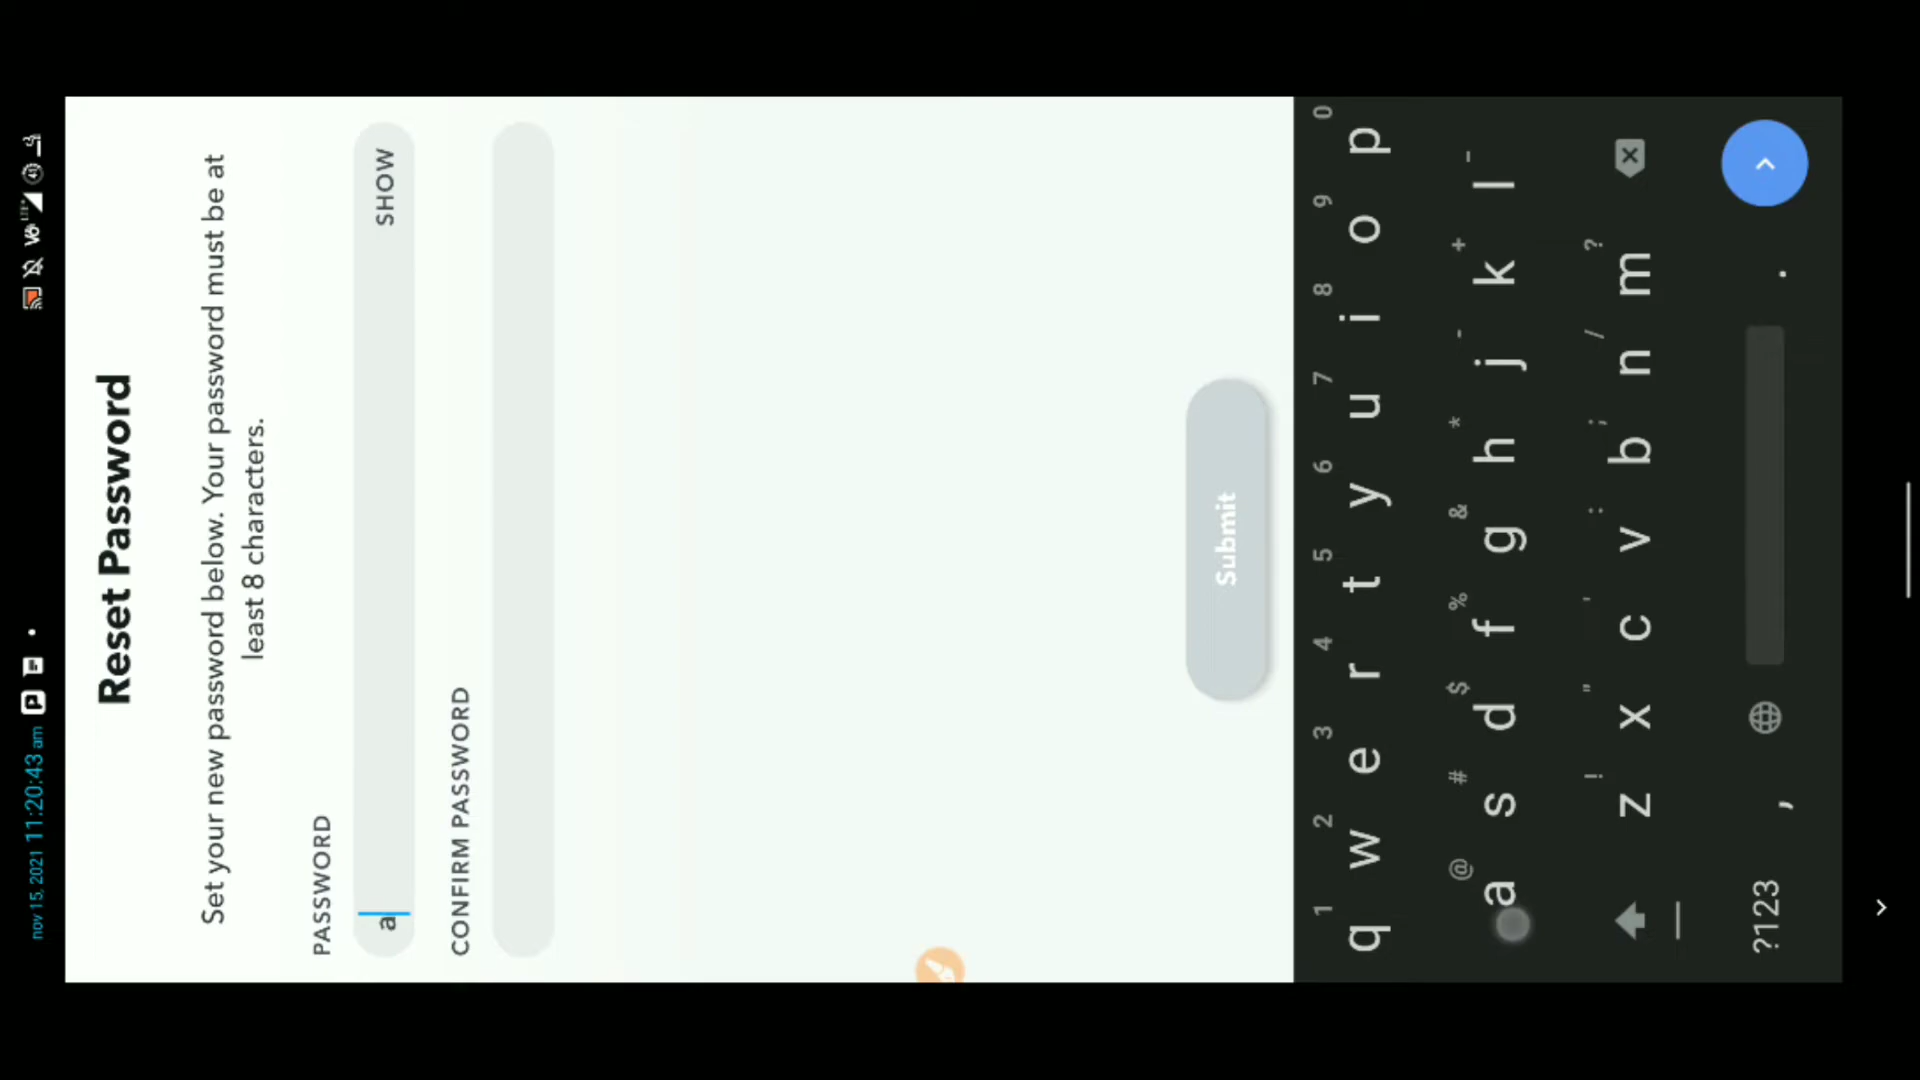 nov 15, 2021 11:20:43 am
Reset Password
Set your new password below. Your password must be at
least 8 characters.
PASSWORD
a
SHOW
CONFIRM PASSWORD
Submit
1 2 3 4 5 6 7 8 9 0
q w e r t y u i o p
@ # $ % & * - +
a s d f g h j k l
! " ' : ; / ?
z x c v b n m
?123 , .